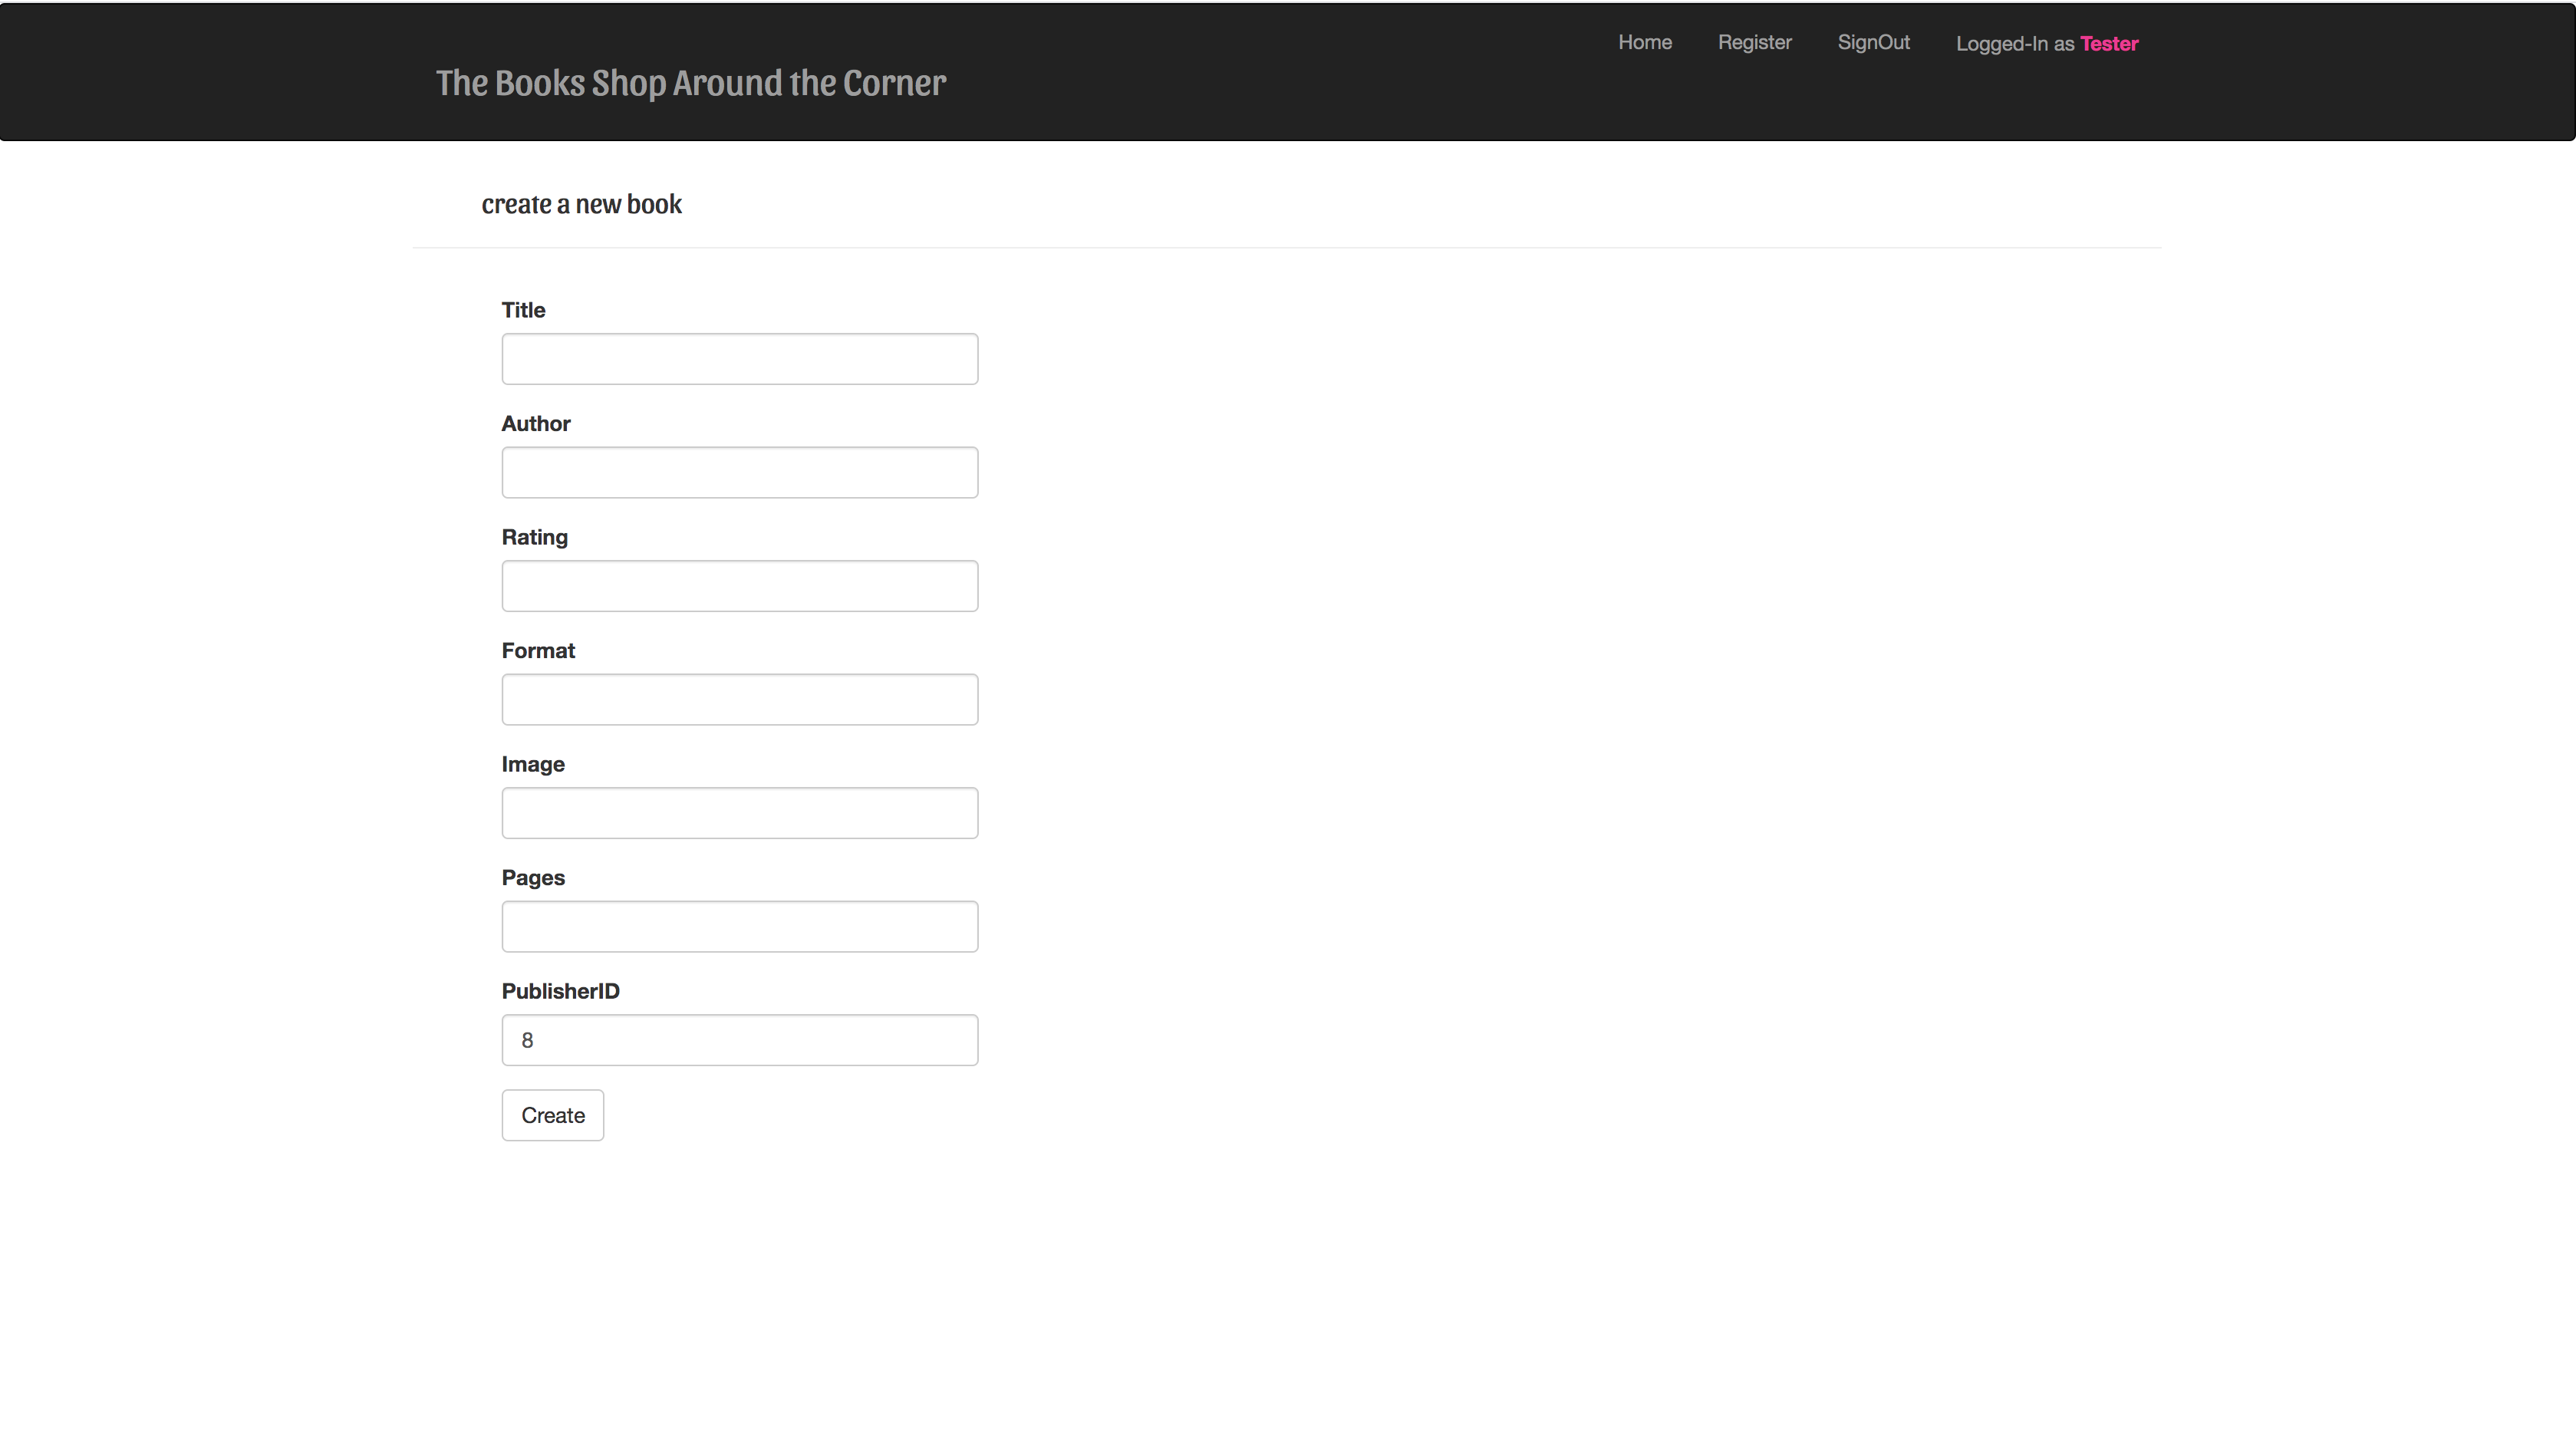 Home Register SignOut Logged-In as Tester
The Books Shop Around the Corner
create a new book
Title
Author
Rating
Format
Image
Pages
PublisherID
8
Create